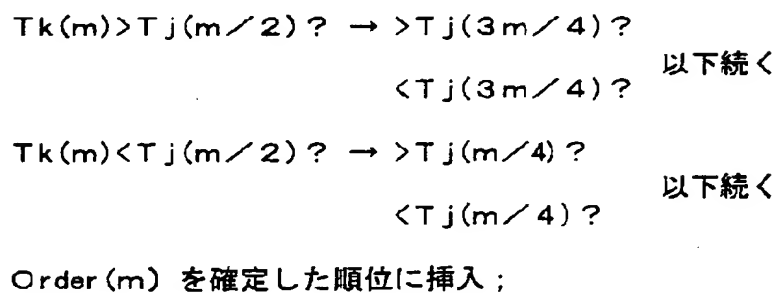 Tk(m)>Tj(m/2)? → >Tj(3m/4)?
以下続く
<Tj(3m/4)?
Tk(m)<Tj(m/2)? → >Tj(m/4)?
以下続く
<Tj(m/4)?
Order(m) を確定した順位に挿入;